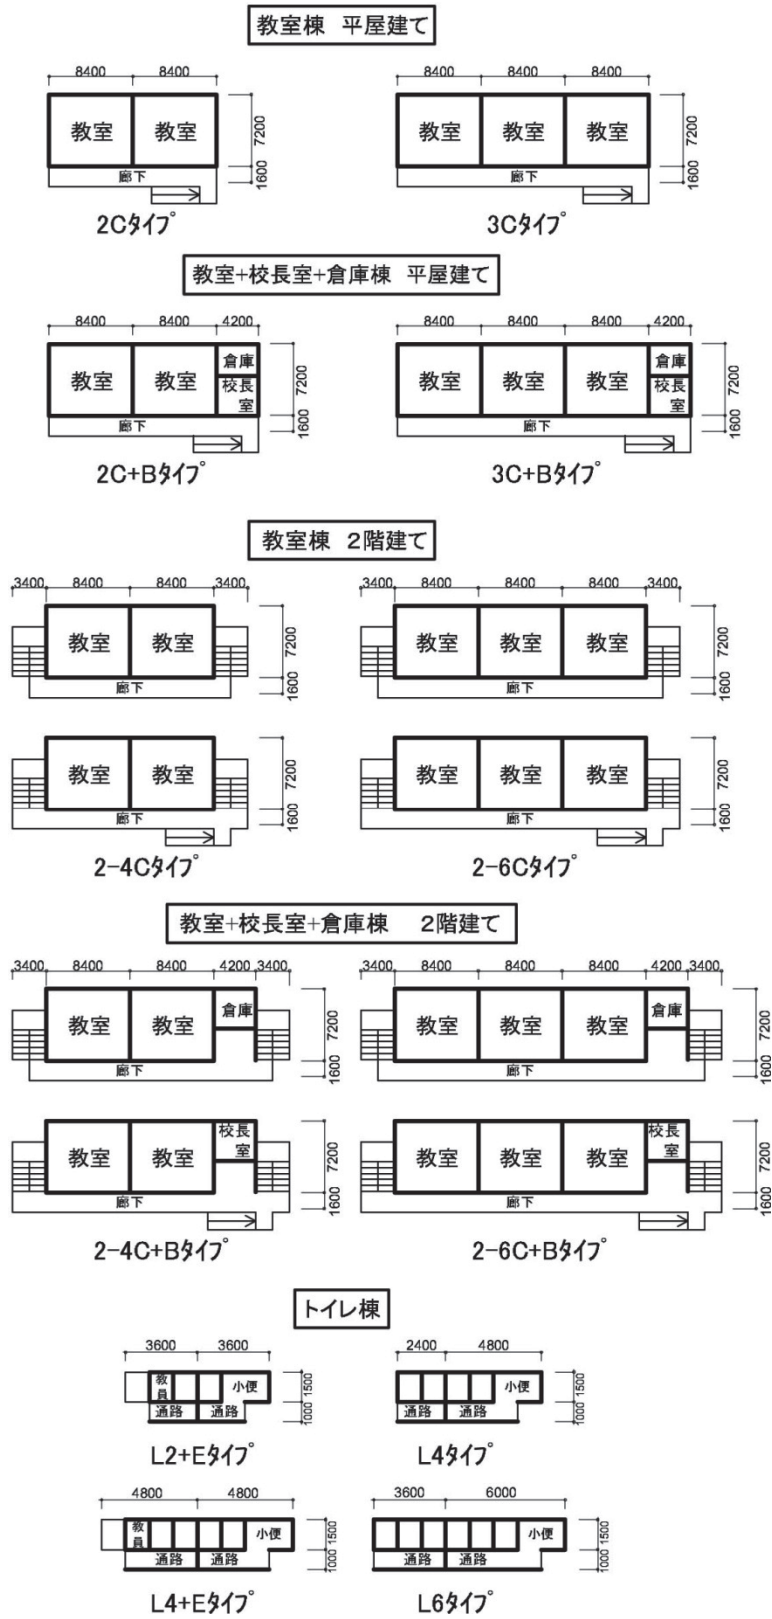 教室棟 平屋建て
8400 8400 8400 8400 8400
教室 教室 教室 教室 教室
7200 7200
廊下 廊下
1600 1600
2Cタイプ 3Cタイプ
教室+校長室+倉庫棟 平屋建て
8400 8400 4200 8400 8400 8400 4200
倉庫 倉庫
教室 教室 教室 教室 教室
校長室 校長室
7200 7200
廊下 廊下
1600 1600
2C+Bタイプ 3C+Bタイプ
教室棟 2階建て
3400 8400 8400 3400 3400 8400 8400 8400 3400
教室 教室 教室 教室 教室
7200 7200
廊下 廊下
1600 1600
教室 教室 教室 教室 教室
7200 7200
廊下 廊下
1600 1600
2-4Cタイプ 2-6Cタイプ
教室+校長室+倉庫棟 2階建て
3400 8400 8400 4200 3400 3400 8400 8400 8400 4200 3400
倉庫 倉庫
教室 教室 教室 教室 教室
7200 7200
廊下 廊下
1600 1600
校長室 校長室
教室 教室 教室 教室 教室
7200 7200
廊下 廊下
1600 1600
2-4C+Bタイプ 2-6C+Bタイプ
トイレ棟
3600 3600 2400 4800
教員 小便 小便
1500 1500
通路 通路 通路 通路
1000 1000
L2+Eタイプ L4タイプ
4800 4800 3600 6000
教員 小便 小便
1500 1500
通路 通路 通路 通路
1000 1000
L4+Eタイプ L6タイプ